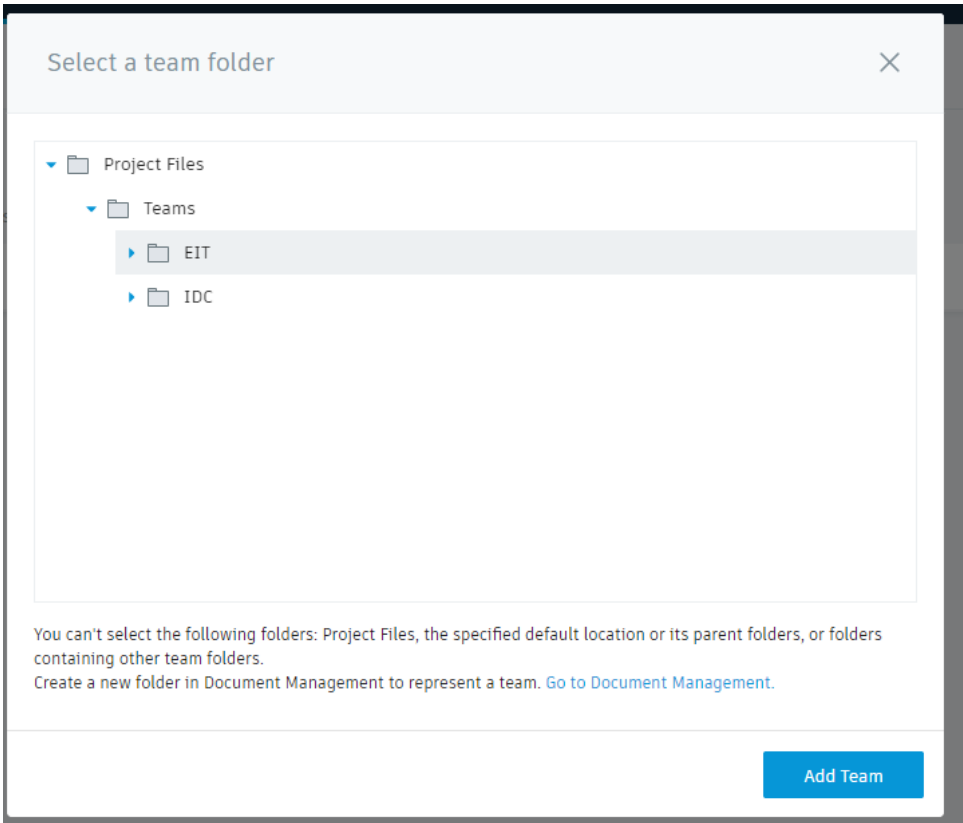 Select a team folder
Project Files
Teams
EIT
IDC
You can't select the following folders: Project Files, the specified default location or its parent folders, or folders
containing other team folders.
Create a new folder in Document Management to represent a team. Go to Document Management.
Add Team